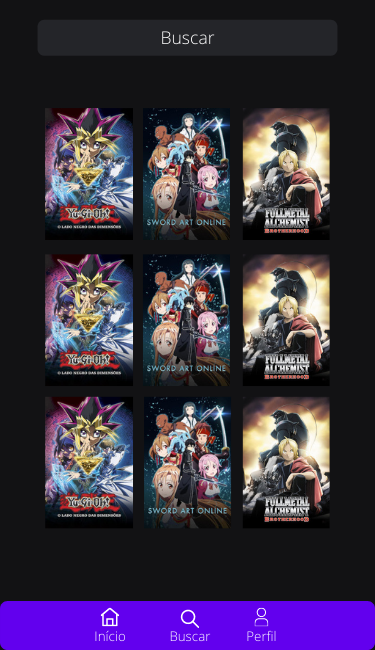 Buscar
Yu-Gi-Oh!
O LADO NEGRO DAS DIMENSÕES
SWORD ART ONLINE
FULLMETAL
ALCHEMIST
BROTHERHOOD
Yu-Gi-Oh!
O LADO NEGRO DAS DIMENSÕES
SWORD ART ONLINE
FULLMETAL
ALCHEMIST
BROTHERHOOD
Yu-Gi-Oh!
O LADO NEGRO DAS DIMENSÕES
SWORD ART ONLINE
FULLMETAL
ALCHEMIST
BROTHERHOOD
Início
Buscar
Perfil